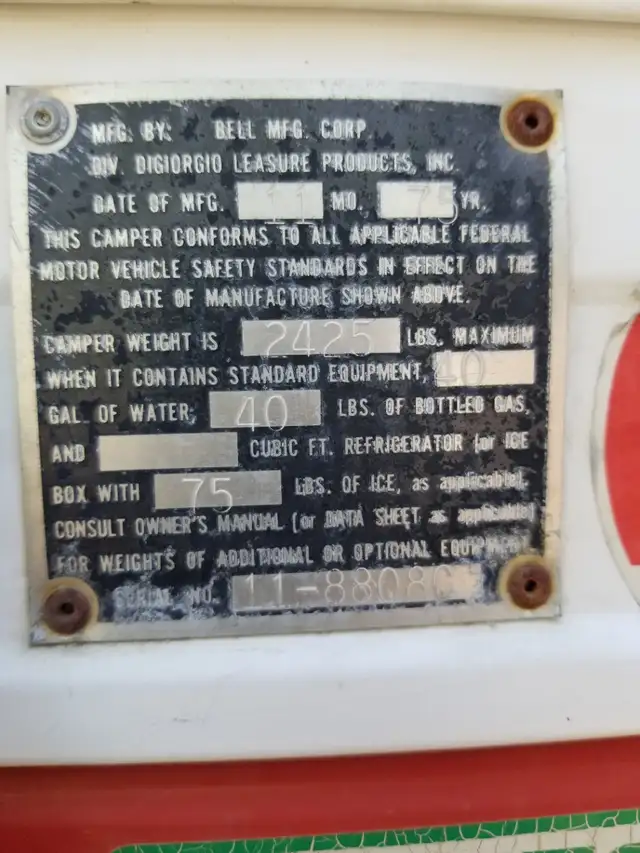 MFG. BY: BELL MFG. CORP.
DIV. DIGIORGIO LEASURE PRODUCTS, INC.
DATE OF MFG. 11 MO. 75 YR.
THIS CAMPER CONFORMS TO ALL APPLICABLE FEDERAL
MOTOR VEHICLE SAFETY STANDARDS IN EFFECT ON THE
DATE OF MANUFACTURE SHOWN ABOVE.
CAMPER WEIGHT IS 2425 LBS. MAXIMUM
WHEN IT CONTAINS STANDARD EQUIPMENT, 40
GAL. OF WATER, 40 LBS. OF BOTTLED GAS,
AND CUBIC FT. REFRIGERATOR (or ICE
BOX WITH 75 LBS. OF ICE, as applicable).
CONSULT OWNER'S MANUAL (or DATA SHEET as applicable)
FOR WEIGHTS OF ADDITIONAL OR OPTIONAL EQUIPMENT
SERIAL NO.